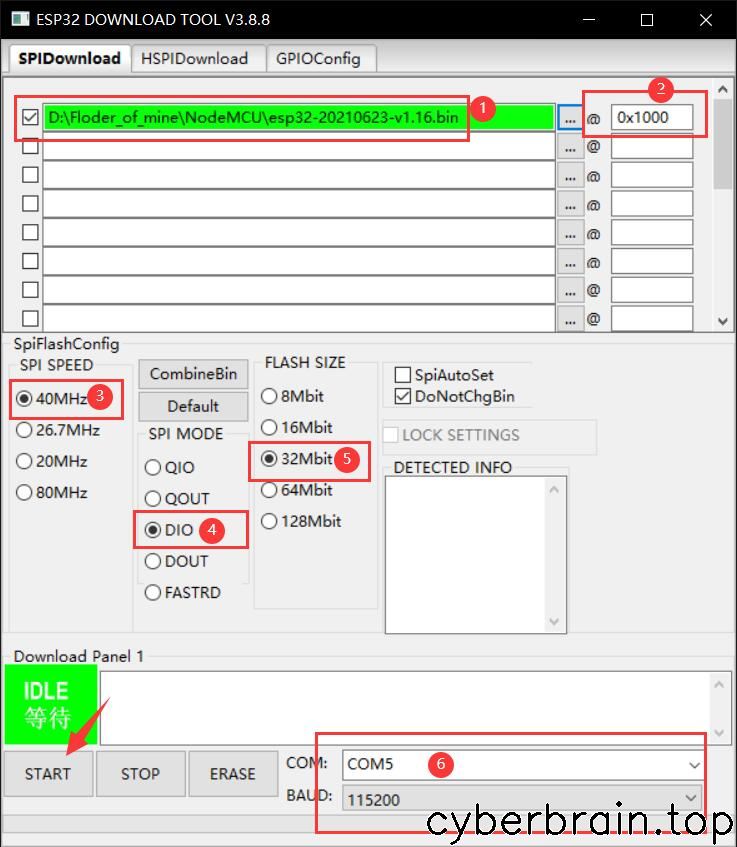 ESP32 DOWNLOAD TOOL V3.8.8
SPIDownload HSPIDownload GPIOConfig
1 2
D:\Floder_of_mine\NodeMCU\esp32-20210623-v1.16.bin ... @ 0x1000
... @
... @
... @
... @
... @
... @
... @
SpiFlashConfig
SPI SPEED
40MHz 3
26.7MHz
20MHz
80MHz
CombineBin
Default
SPI MODE
QIO
QOUT
DIO 4
DOUT
FASTRD
FLASH SIZE
8Mbit
16Mbit
32Mbit 5
64Mbit
128Mbit
SpiAutoSet
DoNotChgBin
LOCK SETTINGS
DETECTED INFO
Download Panel 1
IDLE
等待
START STOP ERASE
COM: COM5 6
BAUD: 115200
cyberbrain.top